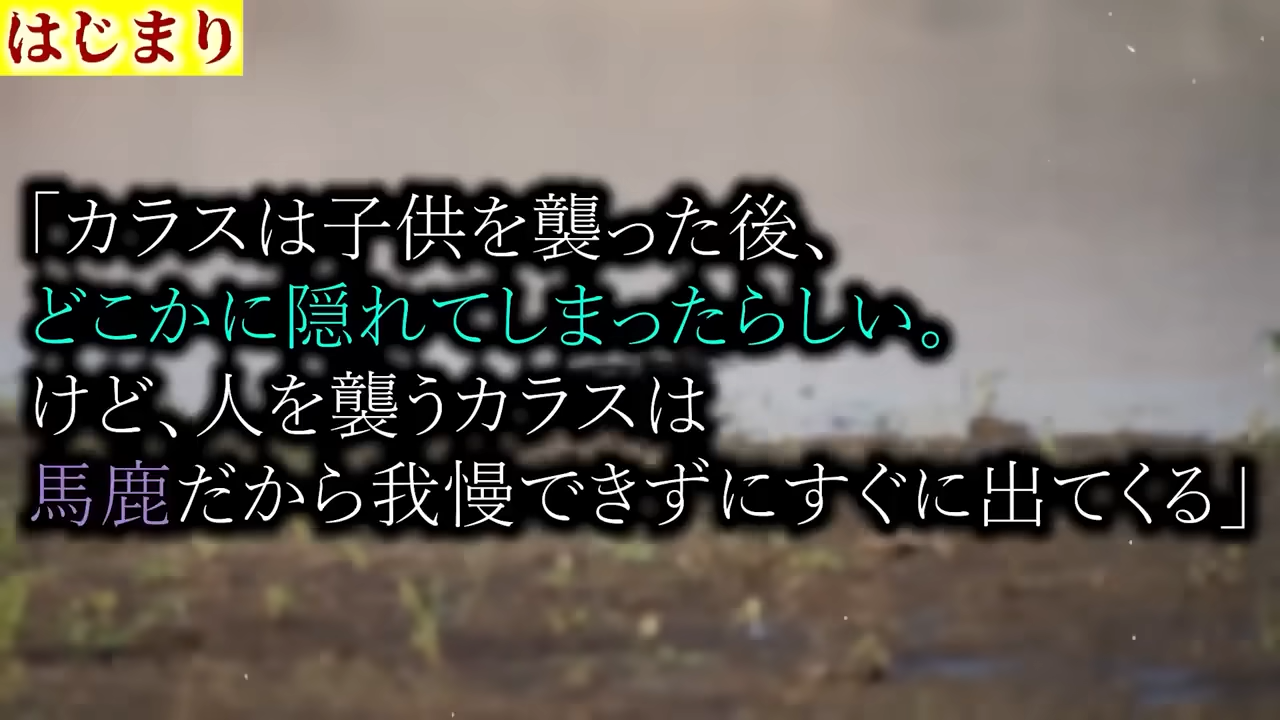 はじまり
「カラスは子供を襲った後、
どこかに隠れてしまったらしい。
けど、人を襲うカラスは
馬鹿だから我慢できずにすぐに出てくる」